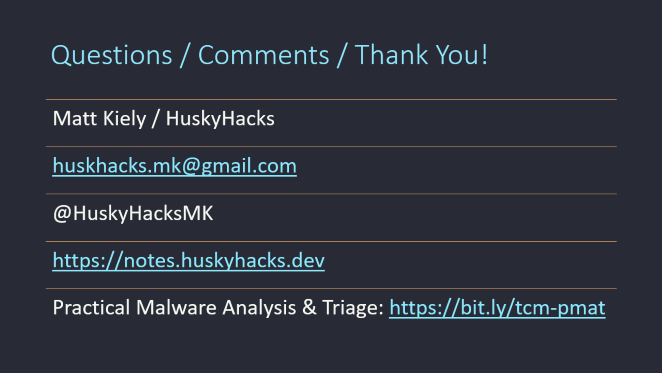 Questions / Comments / Thank You!
Matt Kiely / HuskyHacks
huskhacks.mk@gmail.com
@HuskyHacksMK
https://notes.huskyhacks.dev
Practical Malware Analysis & Triage: https://bit.ly/tcm-pmat